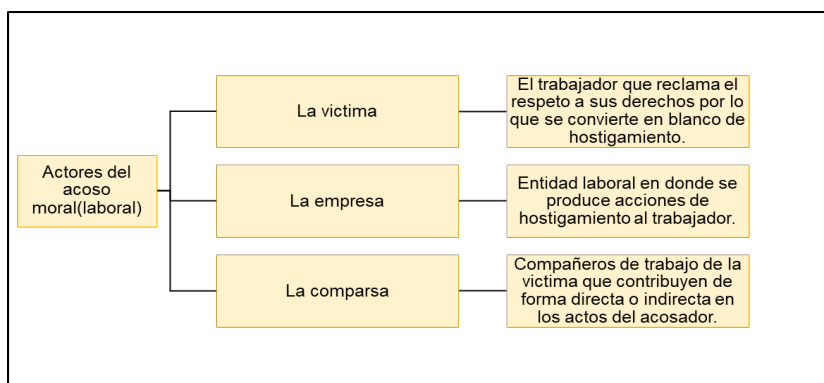 Actores del
acoso
moral(laboral)
La victima
El trabajador que reclama el
respeto a sus derechos por lo
que se convierte en blanco de
hostigamiento.
La empresa
Entidad laboral en donde se
produce acciones de
hostigamiento al trabajador.
La comparsa
Compañeros de trabajo de la
victima que contribuyen de
forma directa o indirecta en
los actos del acosador.